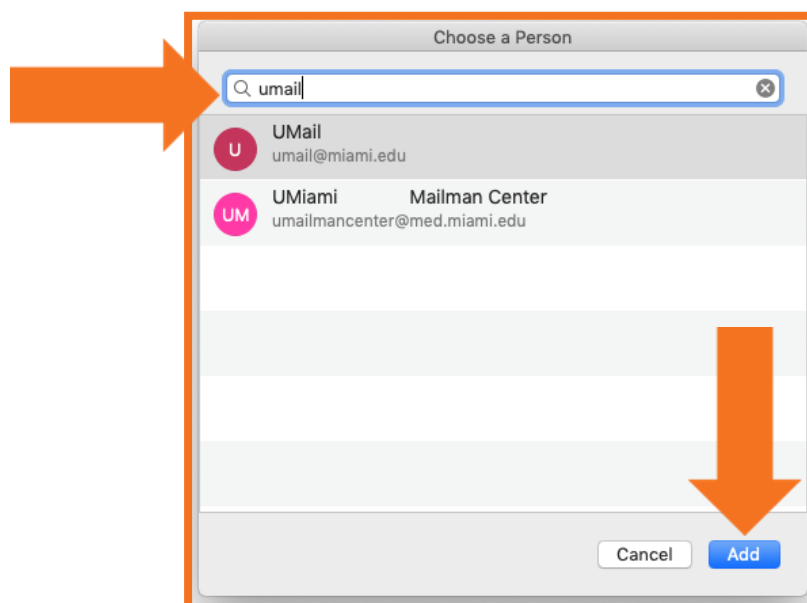 Choose a Person
umail
U
UMail
umail@miami.edu
UM
UMiami Mailman Center
umailmancenter@med.miami.edu
Cancel Add